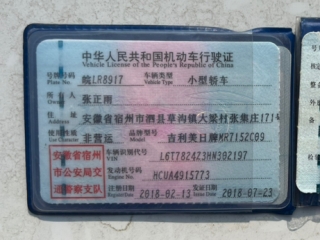 中华人民共和国机动车行驶证
Vehicle License of the People's Republic of China
号牌号码 皖LR8917 车辆类型 小型轿车
Plate No. Vehicle Type
所有人 张正雨
Owner
住址 安徽省宿州市泗县草沟镇大梁村张集庄1714
Address
使用性质 非营运 品牌型号 吉利美日牌MR7152C09
Use Character Model
安徽省宿州 车辆识别代号 L6T7824Z3HN302197
VIN
市公安局交 发动机号码 HCUA4915773
Engine No.
通警察支队 注册日期 2018-02-13 发证日期 2018-07-23
Register Date Issue Date